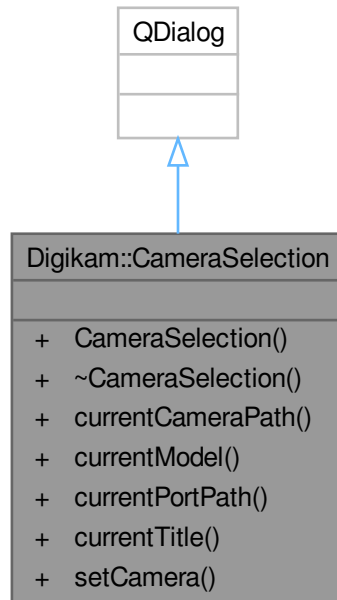 QDialog
Digikam::CameraSelection
+ CameraSelection()
+ ~CameraSelection()
+ currentCameraPath()
+ currentModel()
+ currentPortPath()
+ currentTitle()
+ setCamera()